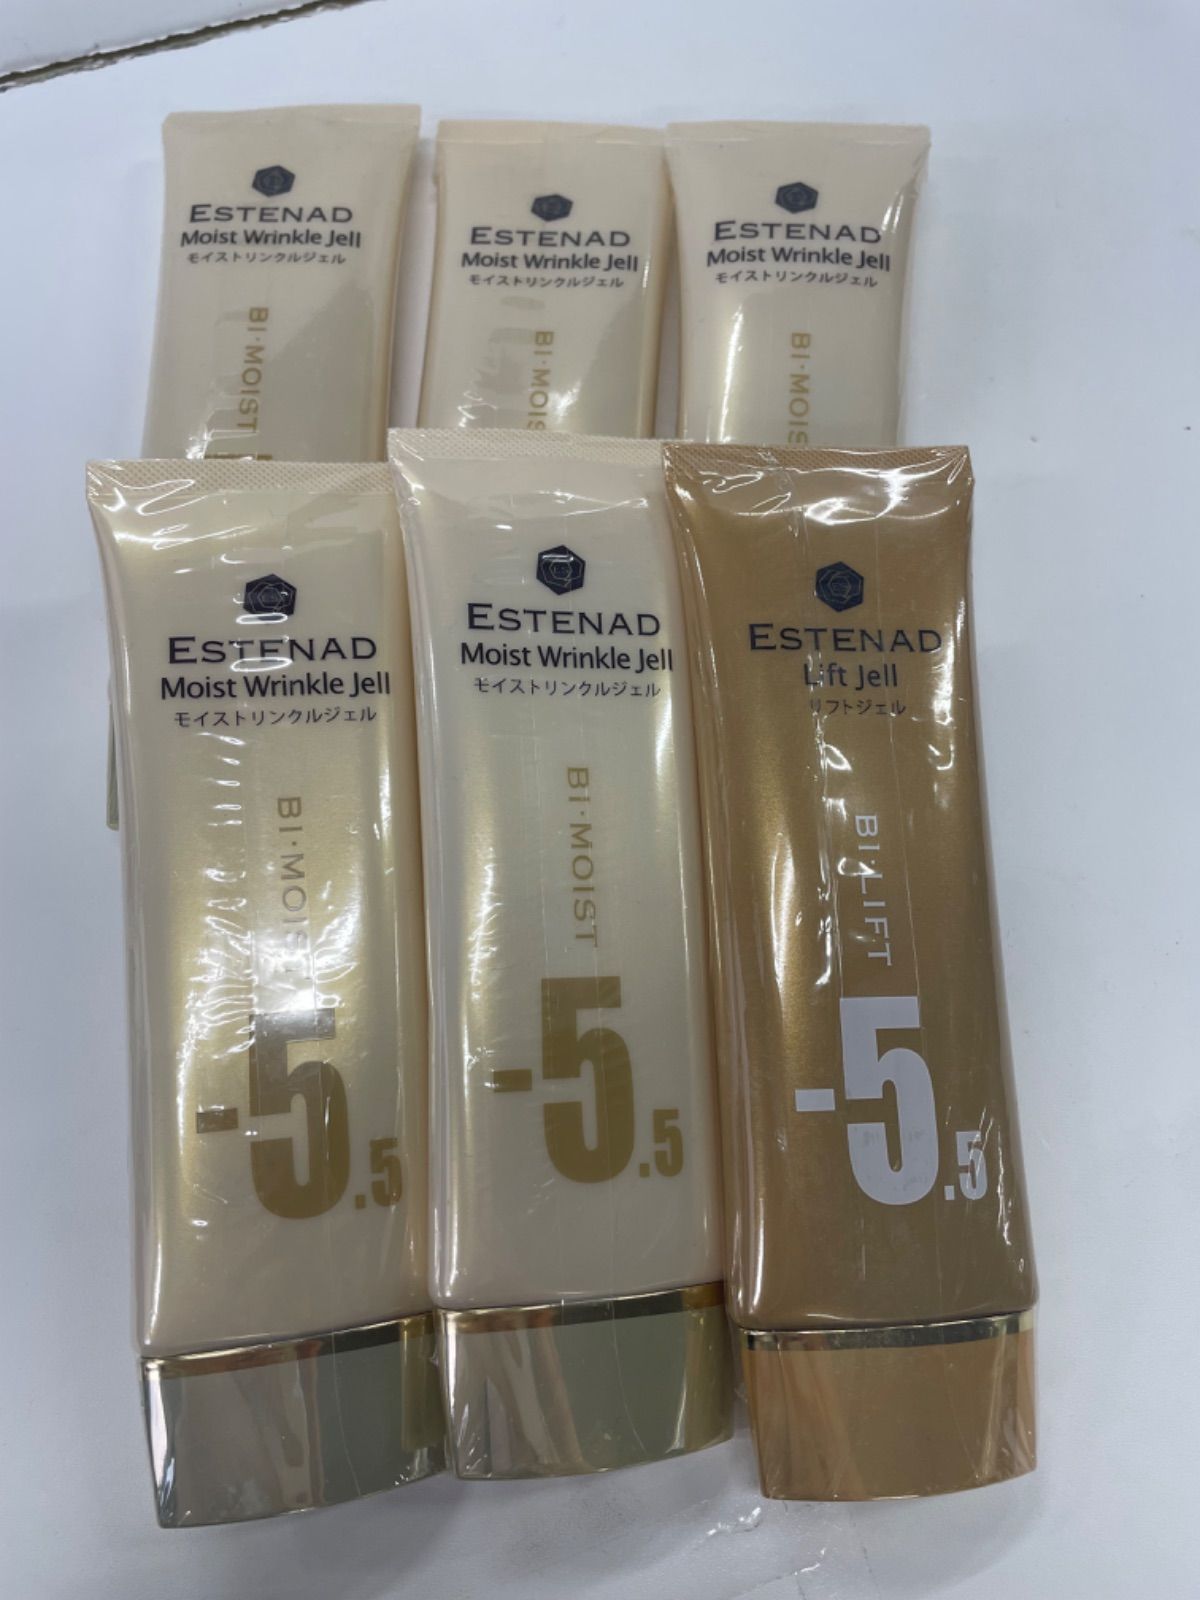 ESTENAD
Moist Wrinkle Jell
モイストリンクルジェル
BI·MOIST
ESTENAD
Moist Wrinkle Jell
モイストリンクルジェル
BI·MOIS
ESTENAD
Moist Wrinkle Jell
モイストリンクルジェル
BI·MOIS
ESTENAD
Moist Wrinkle Jell
モイストリンクルジェル
BI·MOIST
-5.5
ESTENAD
Moist Wrinkle Jell
モイストリンクルジェル
BI·MOIST
-5.5
ESTENAD
Lift Jell
リフトジェル
BI·LIFT
-5.5